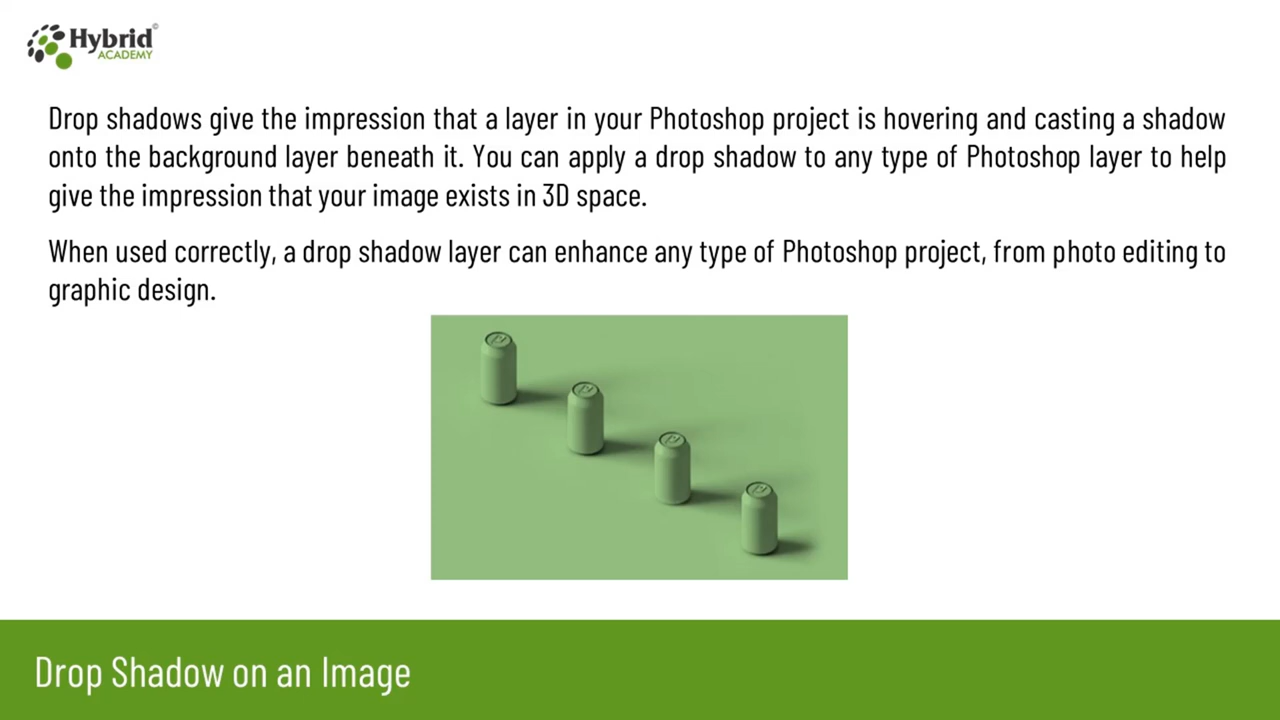 Hybrid
ACADEMY
Drop shadows give the impression that a layer in your Photoshop project is hovering and casting a shadow
onto the background layer beneath it. You can apply a drop shadow to any type of Photoshop layer to help
give the impression that your image exists in 3D space.
When used correctly, a drop shadow layer can enhance any type of Photoshop project, from photo editing to
graphic design.
Drop Shadow on an Image